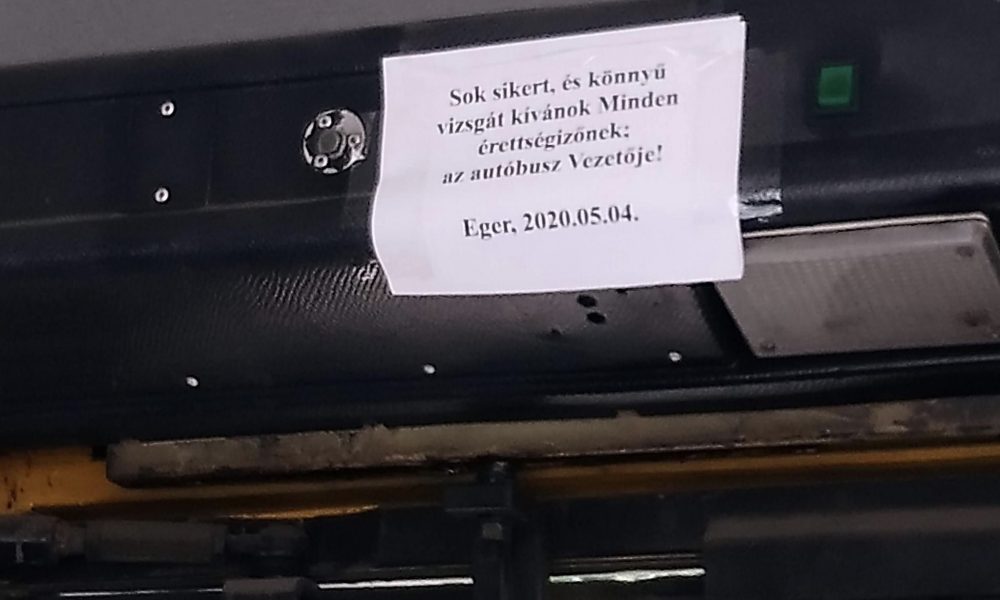 Sok sikert, és könnyű
vizsgát kívánok Minden
érettségizőnek:
az autóbusz Vezetője!
Eger, 2020.05.04.